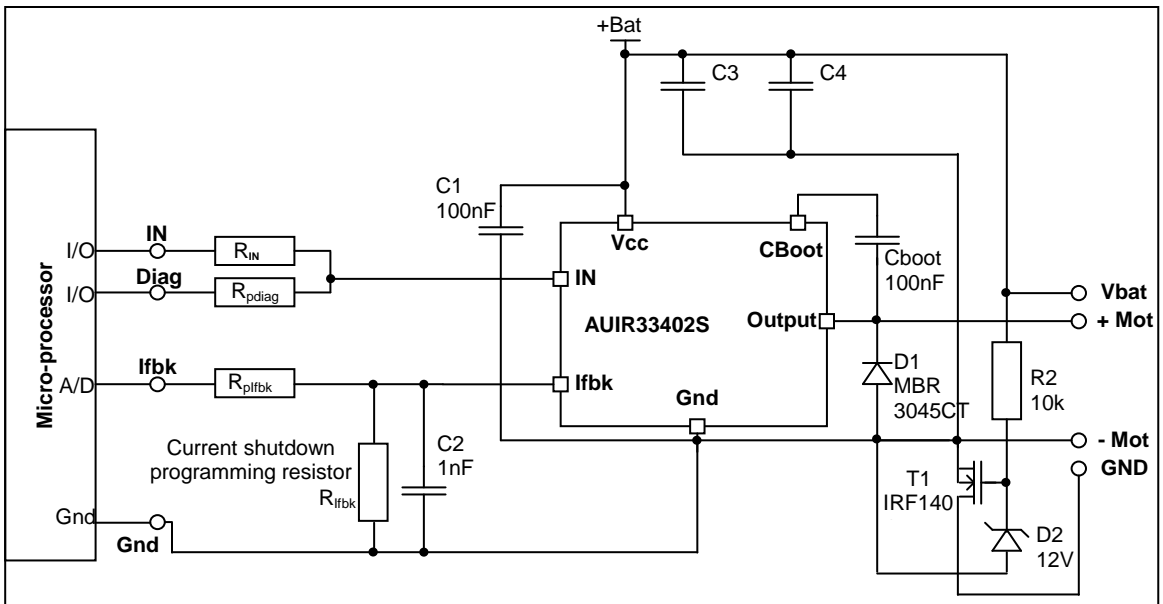 +Bat
C3
C4
C1
100nF
Vcc
CBoot
Cboot
100nF
Micro-processor
I/O
IN
RIN
IN
I/O
Diag
Rpdiag
AUIR33402S
Output
Vbat
+ Mot
D1
MBR
3045CT
R2
10k
A/D
Ifbk
RpIfbk
Ifbk
Gnd
Current shutdown
programming resistor
RIfbk
C2
1nF
- Mot
GND
T1
IRF140
Gnd
Gnd
D2
12V